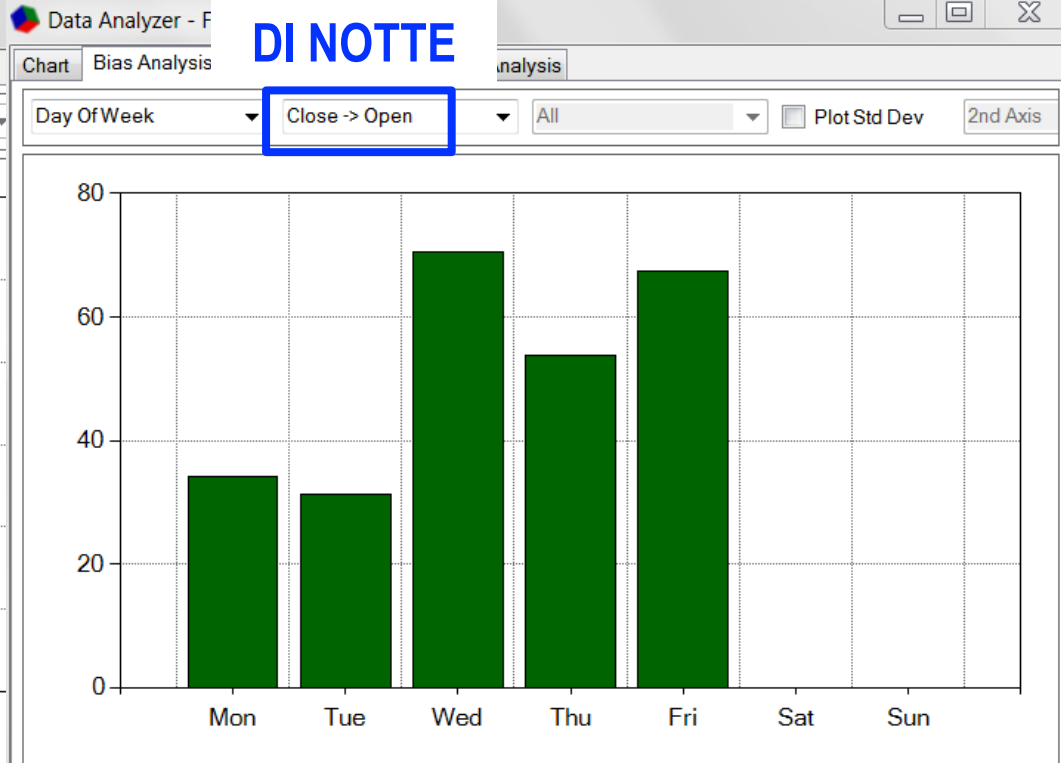 Data Analyzer - F
DI NOTTE
Chart Bias Analysis nalysis
Day Of Week Close -> Open All Plot Std Dev 2nd Axis
80
60
40
20
0
Mon Tue Wed Thu Fri Sat Sun